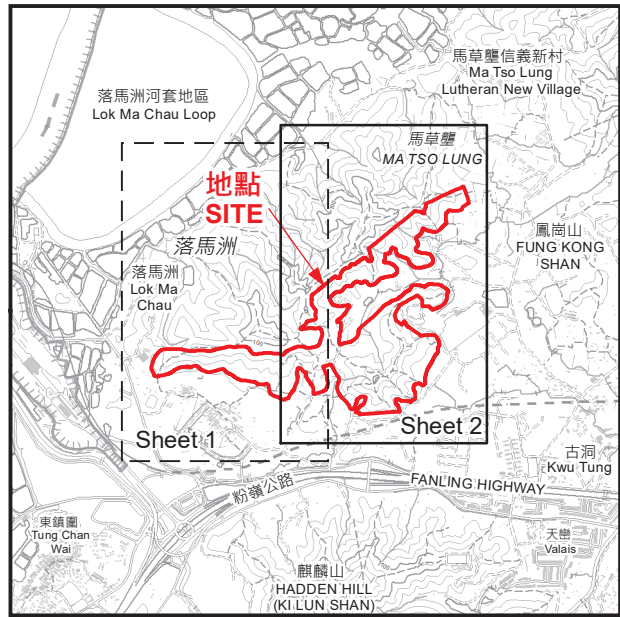 馬草壟信義新村
Ma Tso Lung
Lutheran New Village
落馬洲河套地區
Lok Ma Chau Loop
馬草壟
MA TSO LUNG
地點
SITE
鳳崗山
FUNG KONG
SHAN
落馬洲
落馬洲
Lok Ma
Chau
100
Sheet 1
Sheet 2
古洞
Kwu Tung
粉嶺公路
FANLING HIGHWAY
東鎮圍
Tung Chan
Wai
天巒
Valais
麒麟山
HADDEN HILL
(KI LUN SHAN)